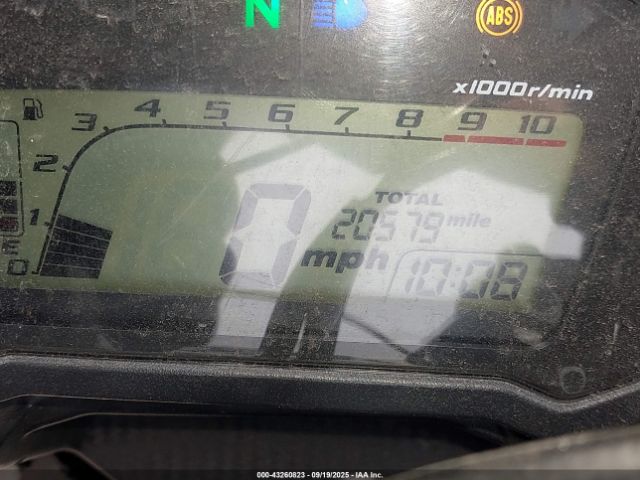 N
ABS
x1000r/min
3 4 5 6 7 8 9 10
2
1
E
0
TOTAL
20579 mile
0 mph
10:08
000-43260823 - 09/19/2025 - IAA Inc.